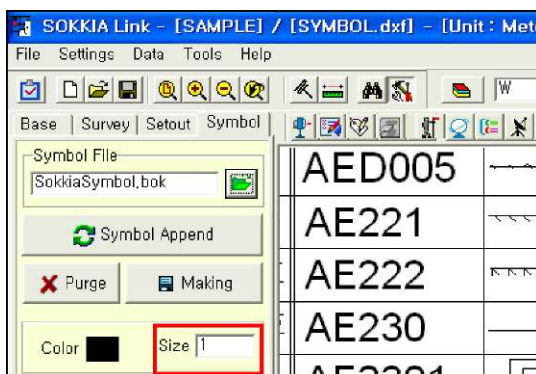 SOKKIA Link - [SAMPLE] / [SYMBOL.dxf] - [Unit : Met
File Settings Data Tools Help
W
Base Survey Setout Symbol
Symbol File
SokkiaSymbol.bok
Symbol Append
Purge Making
Color Size 1
AED005
AE221
AE222
AE230